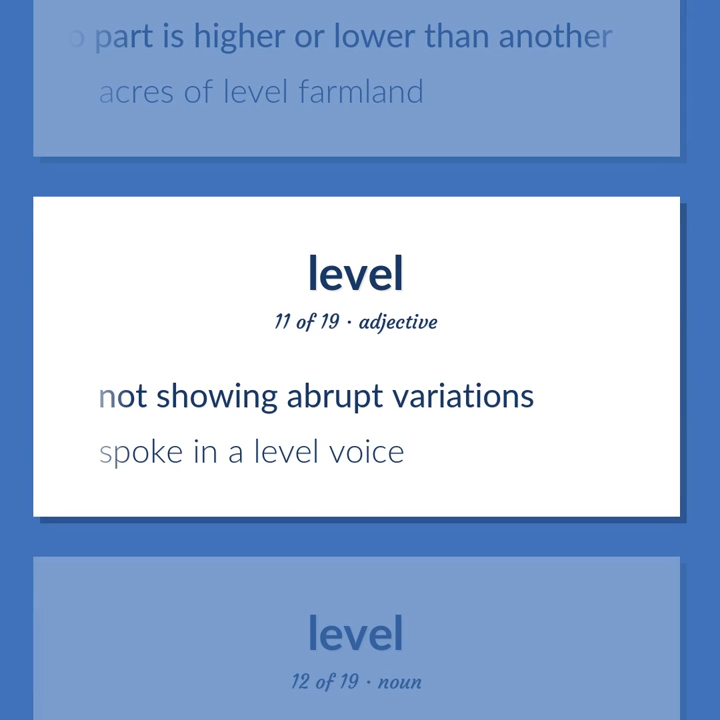 o part is higher or lower than another
acres of level farmland
level
11 of 19 · adjective
not showing abrupt variations
spoke in a level voice
level
12 of 19 · noun